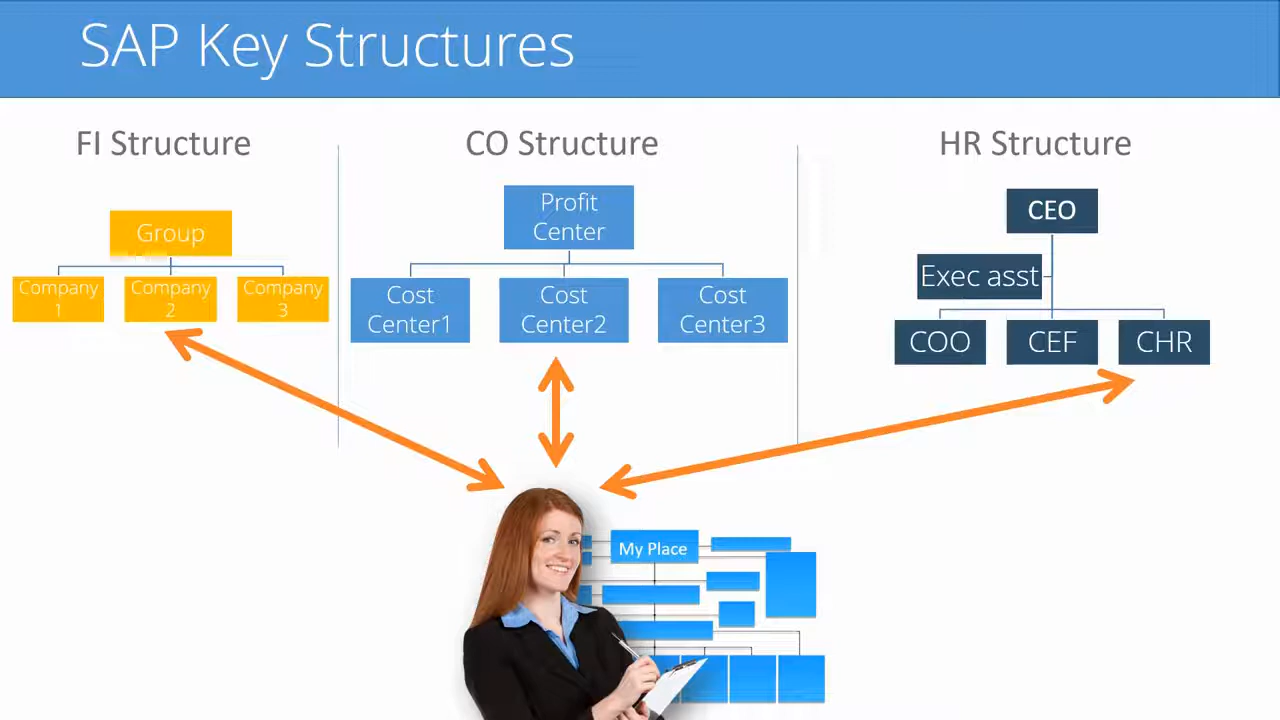 SAP Key Structures
FI Structure
CO Structure
HR Structure
Group
Company
1
Company
2
Company
3
Profit
Center
Cost
Center1
Cost
Center2
Cost
Center3
CEO
Exec asst
COO
CEF
CHR
My Place